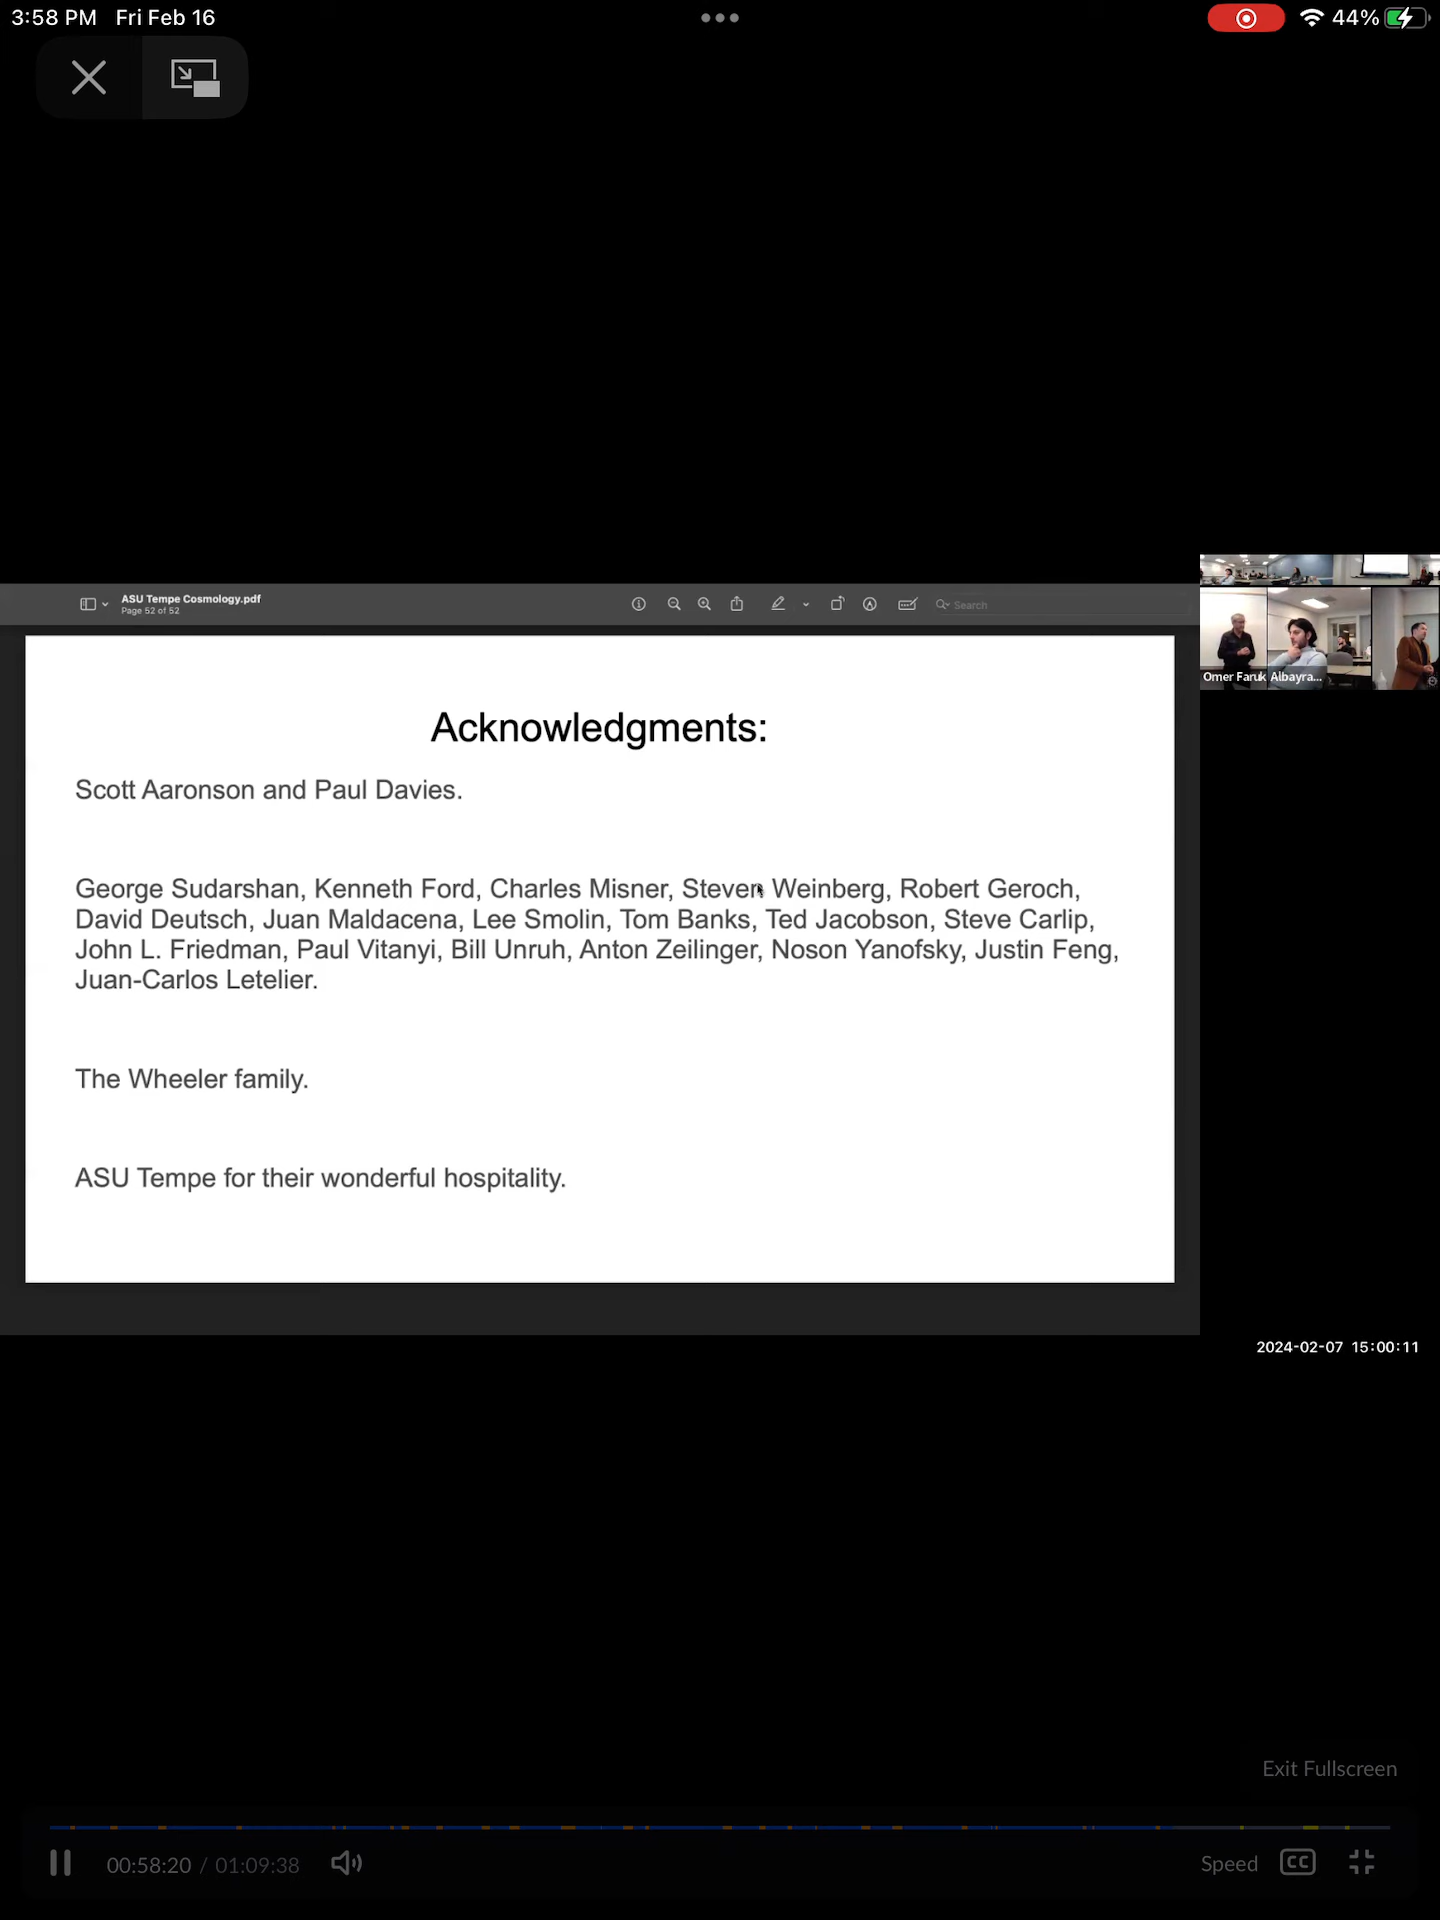 3:58 PM Fri Feb 16
44%
ASU Tempe Cosmology.pdf
Page 52 of 52
Search
Acknowledgments:
Scott Aaronson and Paul Davies.
George Sudarshan, Kenneth Ford, Charles Misner, Steven Weinberg, Robert Geroch,
David Deutsch, Juan Maldacena, Lee Smolin, Tom Banks, Ted Jacobson, Steve Carlip,
John L. Friedman, Paul Vitanyi, Bill Unruh, Anton Zeilinger, Noson Yanofsky, Justin Feng,
Juan-Carlos Letelier.
The Wheeler family.
ASU Tempe for their wonderful hospitality.
Omer Faruk Albayra...
2024-02-07 15:00:11
Exit Fullscreen
00:58:20 / 01:09:38
Speed
CC